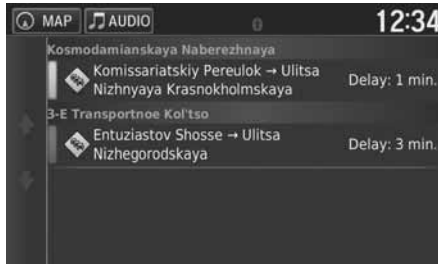 MAP AUDIO 0 12:34
Kosmodamianskaya Naberezhnaya
Komissariatskiy Pereulok → Ulitsa
Nizhnyaya Krasnokholmskaya
Delay: 1 min.
3-E Transportnoe Kol'tso
Entuziastov Shosse → Ulitsa
Nizhegorodskaya
Delay: 3 min.